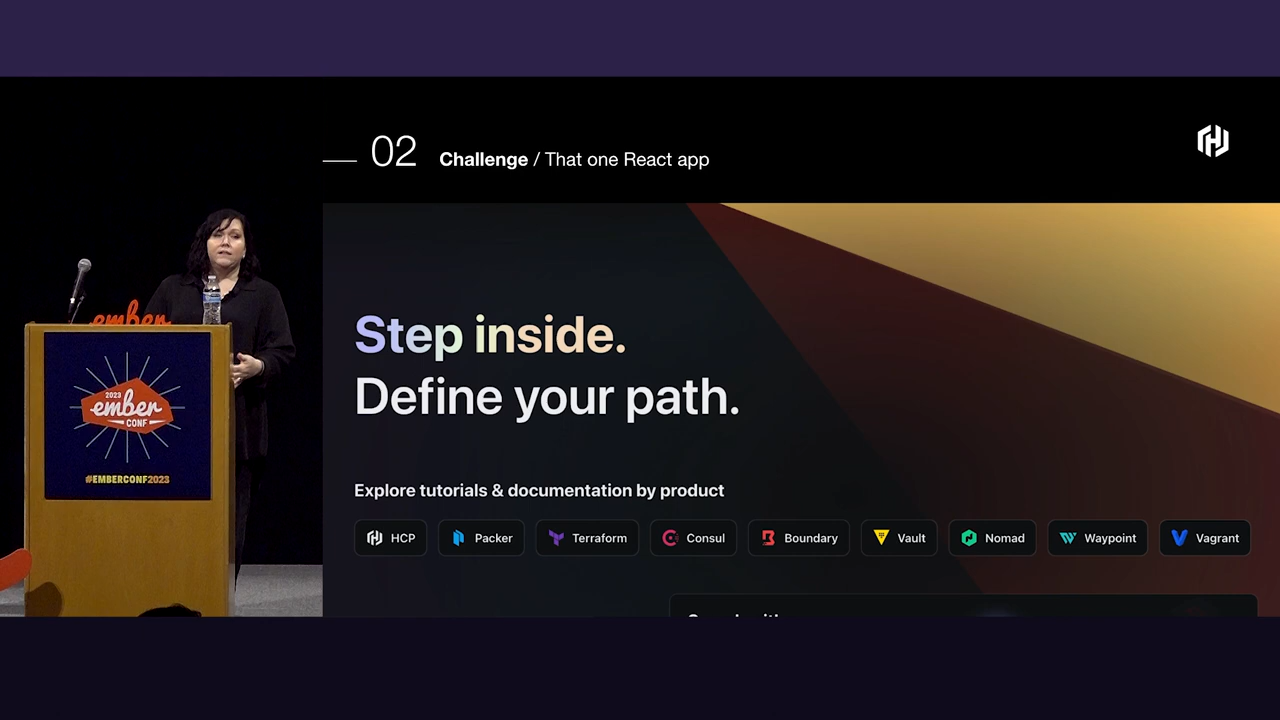 02 Challenge / That one React app
Step inside.
Define your path.
Explore tutorials & documentation by product
HCP
Packer
Terraform
Consul
Boundary
Vault
Nomad
Waypoint
Vagrant
ember
2023
ember
CONF
#EMBERCONF2023